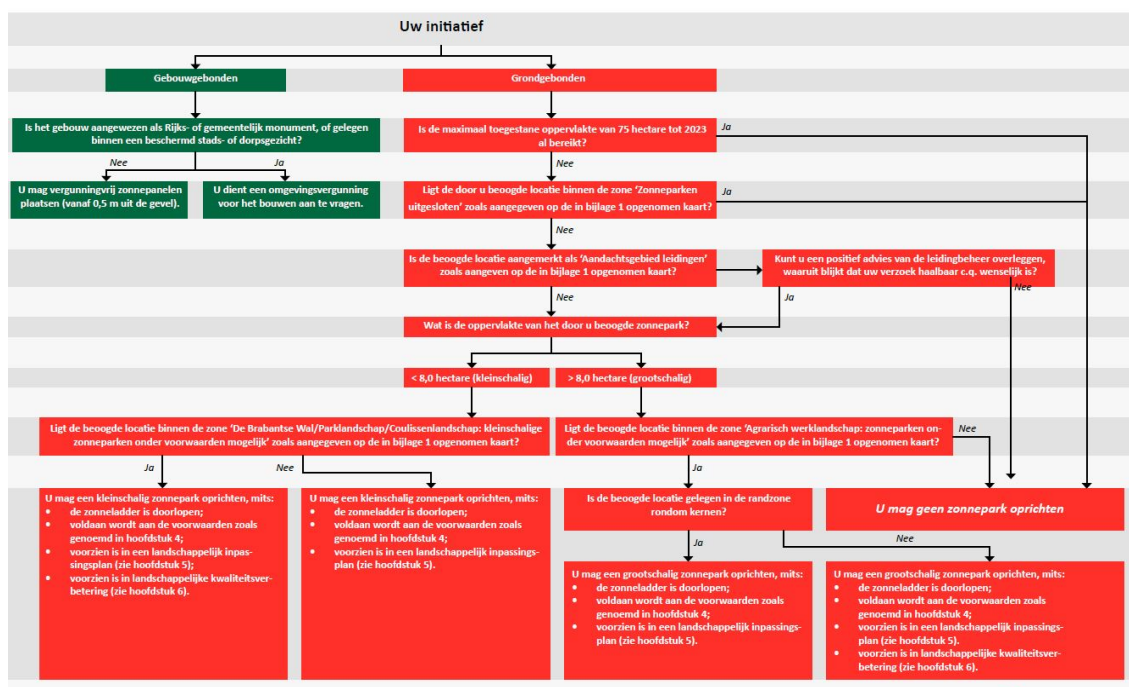 Uw initiatief
Gebouwgebonden
Grondgebonden
Is het gebouw aangewezen als Rijks- of gemeentelijk monument, of gelegen
binnen een beschermd stads- of dorpsgezicht?
Is de maximaal toegestane oppervlakte van 75 hectare tot 2023
al bereikt?
Ja
Nee
Ja
Nee
U mag vergunningvrij zonnepanelen
plaatsen (vanaf 0,5 m uit de gevel).
U dient een omgevingsvergunning
voor het bouwen aan te vragen.
Ligt de door u beoogde locatie binnen de zone ‘Zonneparken
uitgesloten’ zoals aangegeven op de in bijlage 1 opgenomen kaart?
Ja
Nee
Is de beoogde locatie aangemerkt als ‘Aandachtsgebied leidingen’
zoals aangeven op de in bijlage 1 opgenomen kaart?
Kunt u een positief advies van de leidingbeheer overleggen,
waaruit blijkt dat uw verzoek haalbaar c.q. wenselijk is?
Nee
Ja
Nee
Wat is de oppervlakte van het door u beoogde zonnepark?
< 8,0 hectare (kleinschalig)
> 8,0 hectare (grootschalig)
Ligt de beoogde locatie binnen de zone ‘De Brabantse Wal/Parklandschap/Coulissenlandschap: kleinschalige
zonneparken onder voorwaarden mogelijk’ zoals aangegeven op de in bijlage 1 opgenomen kaart?
Ligt de beoogde locatie binnen de zone ‘Agrarisch werklandschap: zonneparken on-
der voorwaarden mogelijk’ zoals aangegeven op de in bijlage 1 opgenomen kaart?
Nee
Ja
Nee
Ja
U mag een kleinschalig zonnepark oprichten, mits:
• de zonneladder is doorlopen;
• voldaan wordt aan de voorwaarden zoals
genoemd in hoofdstuk 4;
• voorzien is in een landschappelijk inpas-
singsplan (zie hoofdstuk 5);
• voorzien is in landschappelijke kwaliteitsver-
betering (zie hoofdstuk 6).
U mag een kleinschalig zonnepark oprichten, mits:
• de zonneladder is doorlopen;
• voldaan wordt aan de voorwaarden zoals
genoemd in hoofdstuk 4;
• voorzien is in een landschappelijk inpassings-
plan (zie hoofdstuk 5).
Is de beoogde locatie gelegen in de randzone
rondom kernen?
U mag geen zonnepark oprichten
Ja
Nee
U mag een grootschalig zonnepark oprichten, mits:
• de zonneladder is doorlopen;
• voldaan wordt aan de voorwaarden zoals
genoemd in hoofdstuk 4;
• voorzien is in een landschappelijk inpassings-
plan (zie hoofdstuk 5).
U mag een grootschalig zonnepark oprichten, mits:
• de zonneladder is doorlopen;
• voldaan wordt aan de voorwaarden zoals
genoemd in hoofdstuk 4;
• voorzien is in een landschappelijk inpassings-
plan (zie hoofdstuk 5).
• voorzien is in landschappelijke kwaliteitsver-
betering (zie hoofdstuk 6).